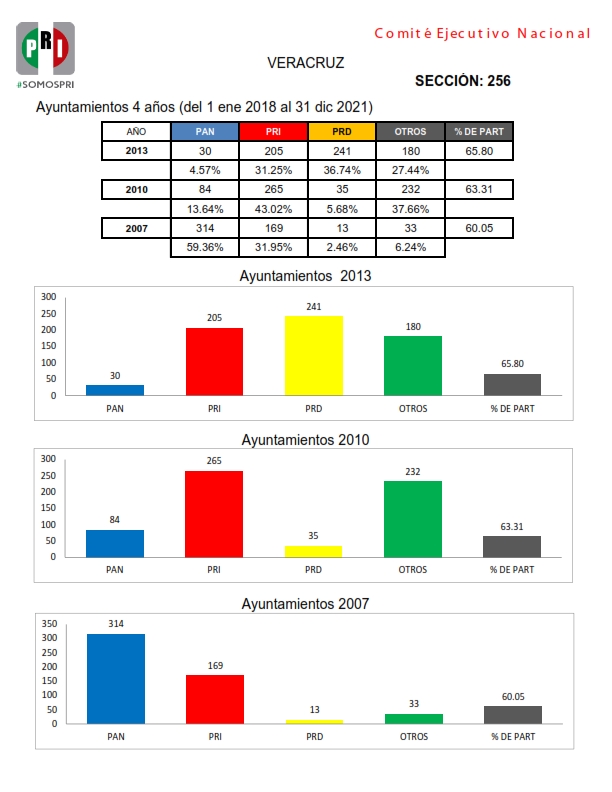 Comité Ejecutivo Nacional
PRI
#SOMOSPRI
VERACRUZ
SECCIÓN: 256
Ayuntamientos 4 años (del 1 ene 2018 al 31 dic 2021)
AÑO PAN PRI PRD OTROS % DE PART
2013 30 205 241 180 65.80
4.57% 31.25% 36.74% 27.44%
2010 84 265 35 232 63.31
13.64% 43.02% 5.68% 37.66%
2007 314 169 13 33 60.05
59.36% 31.95% 2.46% 6.24%
Ayuntamientos 2013
300
250
200
150
100
50
0
30 205 241 180 65.80
PAN PRI PRD OTROS % DE PART
Ayuntamientos 2010
300
250
200
150
100
50
0
84 265 35 232 63.31
PAN PRI PRD OTROS % DE PART
Ayuntamientos 2007
350
300
250
200
150
100
50
0
314 169 13 33 60.05
PAN PRI PRD OTROS % DE PART